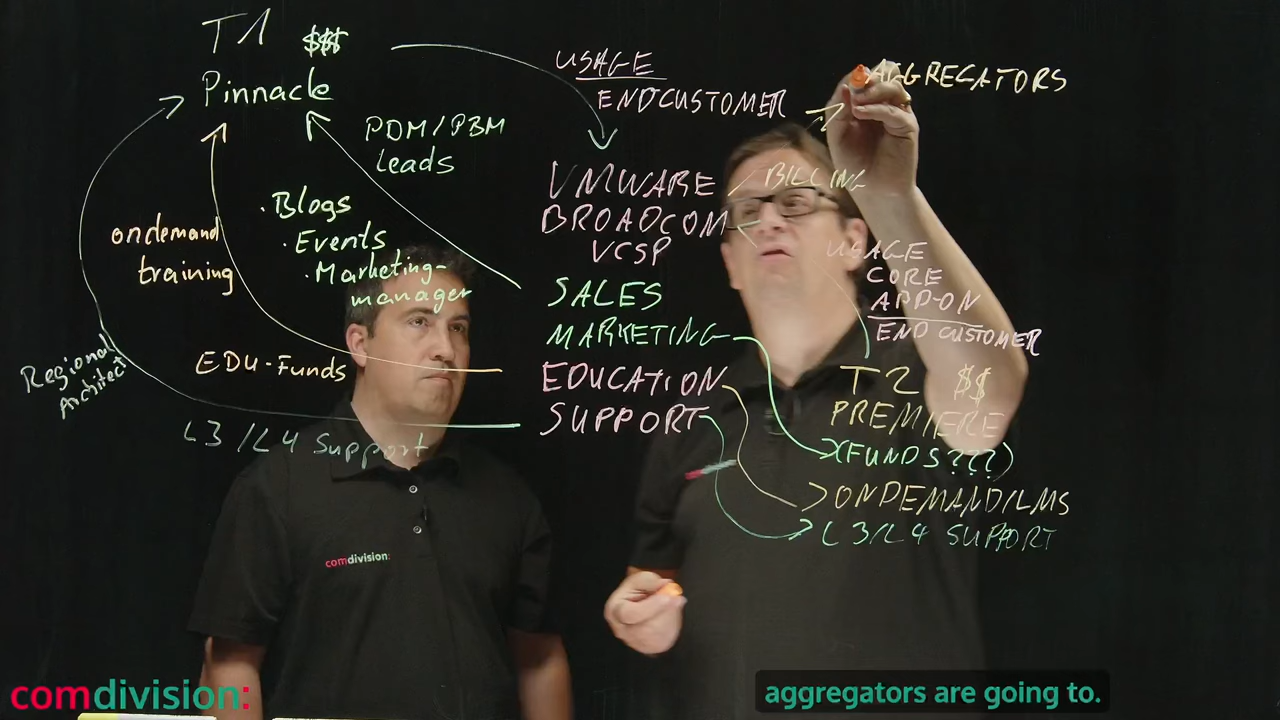 T1 $$$
Pinnacle
PDM/PBM
Leads
• Blogs
• Events
• Marketing-
manager
ondemand
training
EDU-Funds
Regional
Architect
L3/L4 Support
USAGE
ENDCUSTOMER
VMWARE
BROADCOM
VCSP
SALES
MARKETING
EDUCATION
SUPPORT
AGGREGATORS
BILLING
USAGE
CORE
ADD-ON
END CUSTOMER
T2 $$
PREMIERE
(FUNDS???)
ONDEMAND/LMS
L3/L4 SUPPORT
comdivision:
comdivision:
aggregators are going to.